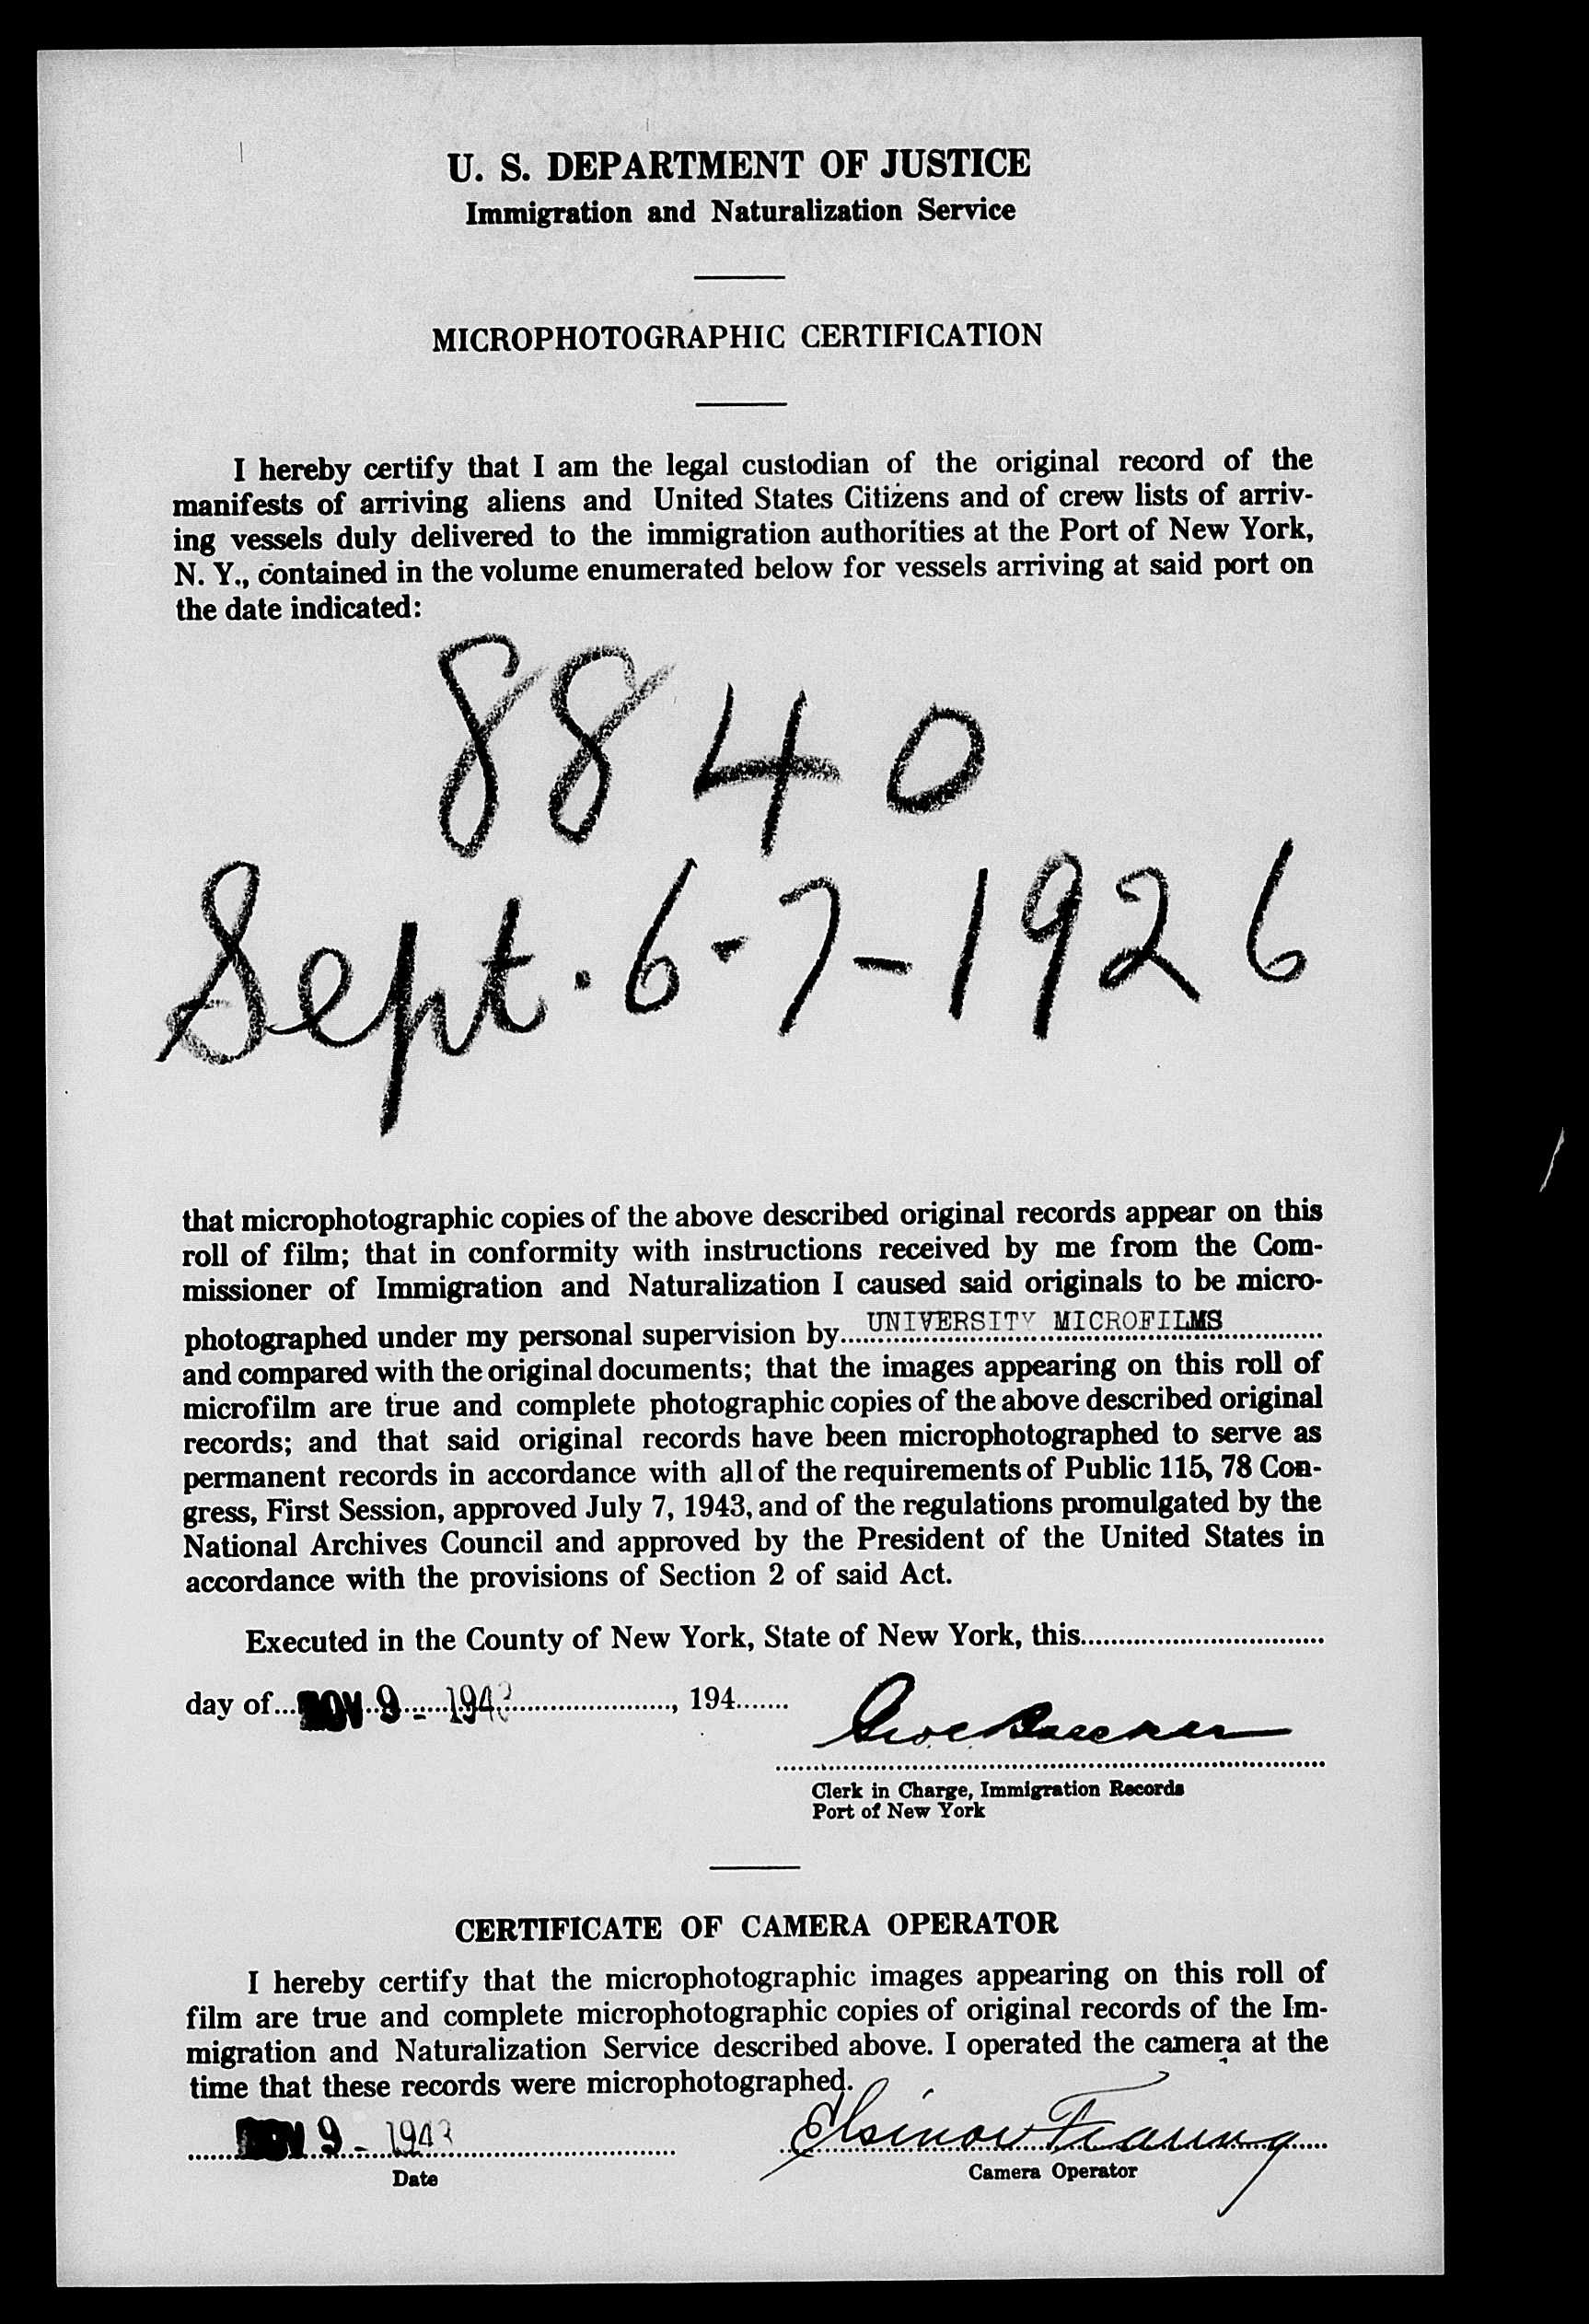 U. S. DEPARTMENT OF JUSTICE
Immigration and Naturalization Service
MICROPHOTOGRAPHIC CERTIFICATION
I hereby certify that I am the legal custodian of the original record of the
manifests of arriving aliens and United States Citizens and of crew lists of arriv-
ing vessels duly delivered to the immigration authorities at the Port of New York,
N. Y., contained in the volume enumerated below for vessels arriving at said port on
the date indicated:
8840
Sept. 6-7-1926
that microphotographic copies of the above described original records appear on this
roll of film; that in conformity with instructions received by me from the Com-
missioner of Immigration and Naturalization I caused said originals to be micro-
photographed under my personal supervision by UNIVERSITY MICROFILMS
and compared with the original documents; that the images appearing on this roll of
microfilm are true and complete photographic copies of the above described original
records; and that said original records have been microphotographed to serve as
permanent records in accordance with all of the requirements of Public 115, 78 Con-
gress, First Session, approved July 7, 1943, and of the regulations promulgated by the
National Archives Council and approved by the President of the United States in
accordance with the provisions of Section 2 of said Act.
Executed in the County of New York, State of New York, this
day of NOV 9 - 1943, 194
Clerk in Charge, Immigration Records
Port of New York
CERTIFICATE OF CAMERA OPERATOR
I hereby certify that the microphotographic images appearing on this roll of
film are true and complete microphotographic copies of original records of the Im-
migration and Naturalization Service described above. I operated the camera at the
time that these records were microphotographed.
NOV 9 - 1943
Date
Camera Operator